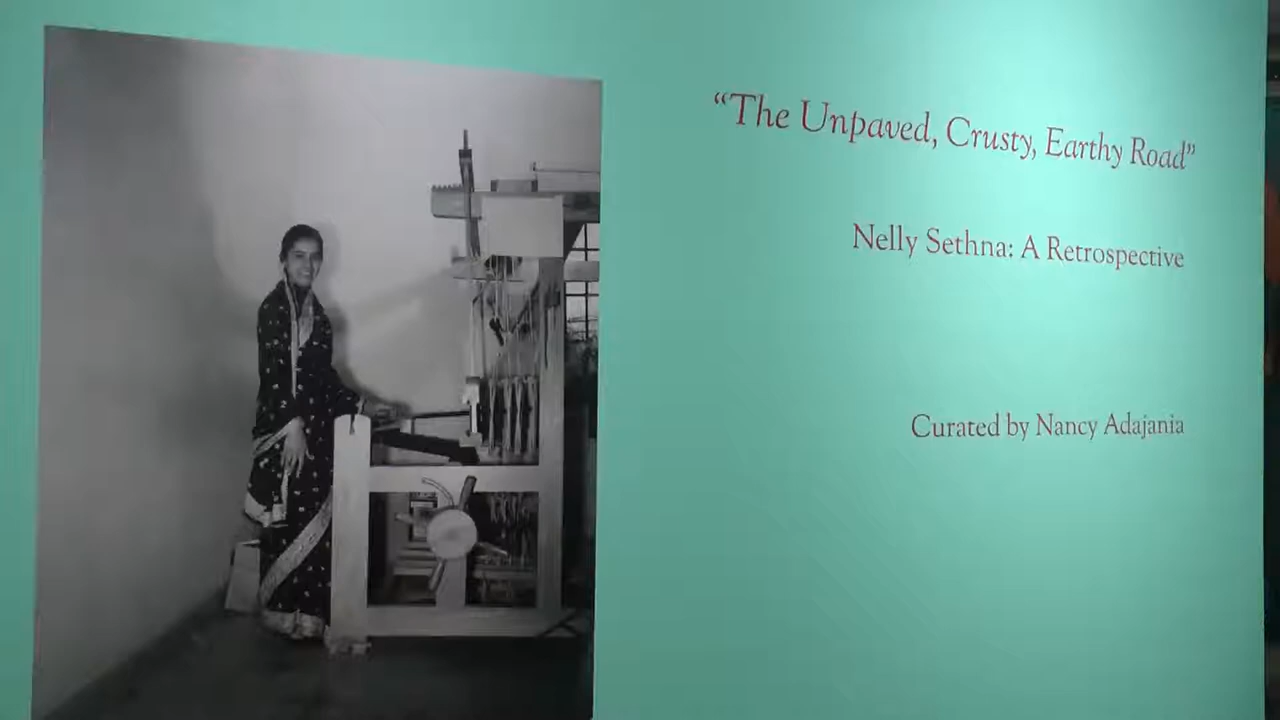 “The Unpaved, Crusty, Earthy Road”
Nelly Sethna: A Retrospective
Curated by Nancy Adajania